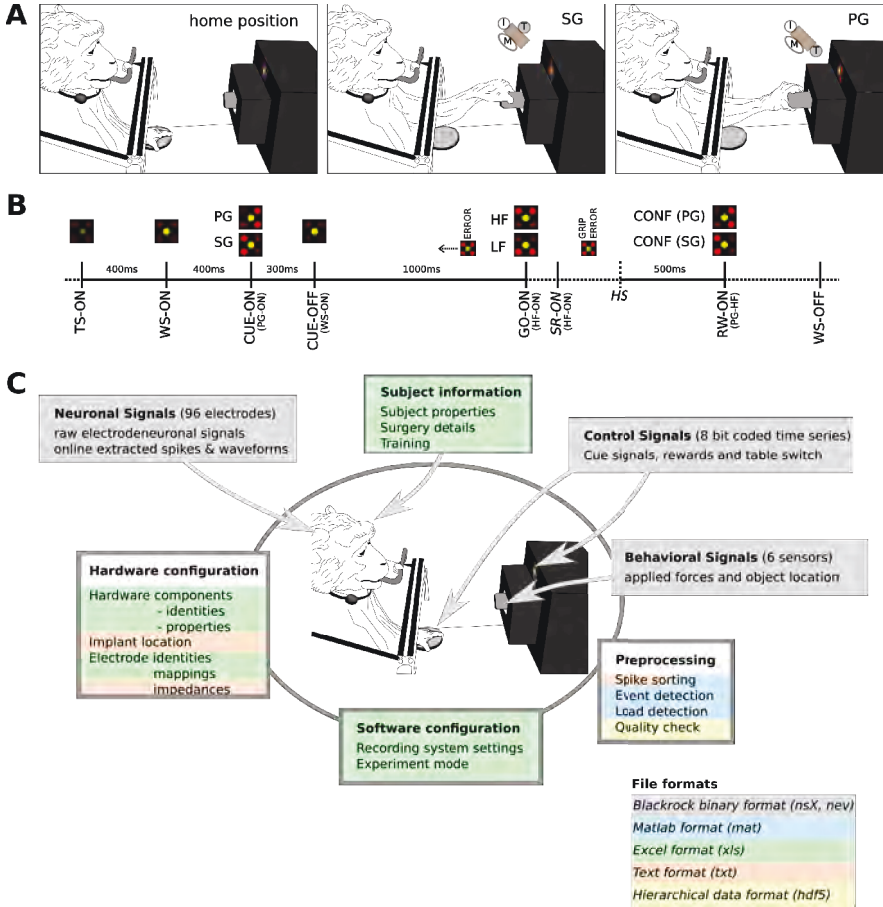 A
home position
SG
I
T
M
PG
I
M
T
B
PG
SG
ERROR
HF
LF
GRIP
ERROR
CONF (PG)
CONF (SG)
400ms
400ms
300ms
1000ms
500ms
TS-ON
WS-ON
CUE-ON
(PG-ON)
CUE-OFF
(WS-ON)
GO-ON
(HF-ON)
SR-ON
(HF-ON)
HS
RW-ON
(PG-HF)
WS-OFF
C
Neuronal Signals (96 electrodes)
raw electrodeneuronal signals
online extracted spikes & waveforms
Subject information
Subject properties
Surgery details
Training
Control Signals (8 bit coded time series)
Cue signals, rewards and table switch
Behavioral Signals (6 sensors)
applied forces and object location
Hardware configuration
Hardware components
- identities
- properties
Implant location
Electrode identities
mappings
impedances
Preprocessing
Spike sorting
Event detection
Load detection
Quality check
Software configuration
Recording system settings
Experiment mode
File formats
Blackrock binary format (nsX, nev)
Matlab format (mat)
Excel format (xls)
Text format (txt)
Hierarchical data format (hdf5)